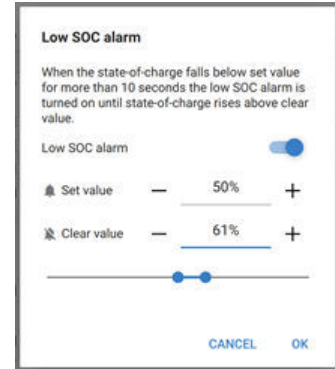 Low SOC alarm
When the state-of-charge falls below set value
for more than 10 seconds the low SOC alarm is
turned on until state-of-charge rises above clear
value.
Low SOC alarm
Set value — 50% +
Clear value — 61% +
CANCEL OK